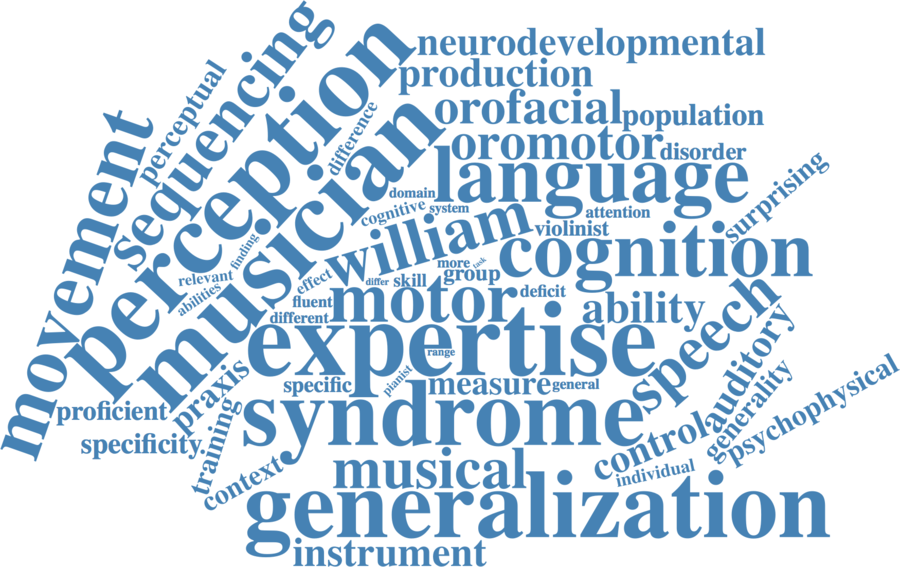 neurodevelopmental
production
orofacial
population
oromotor
disorder
language
perceptual
sequencing
perception
musician
movement
difference
domain
cognitive
system
attention
surprising
william
violinist
cognition
finding
relevant
abilities
effect
more
task
differ
skill
group
fluent
motor
deficit
ability
different
expertise
range
speech
specific
pianist
measure
general
auditory
proficient
praxis
syndrome
control
generality
psychophysical
specificity
training
context
musical
individual
generalization
instrument